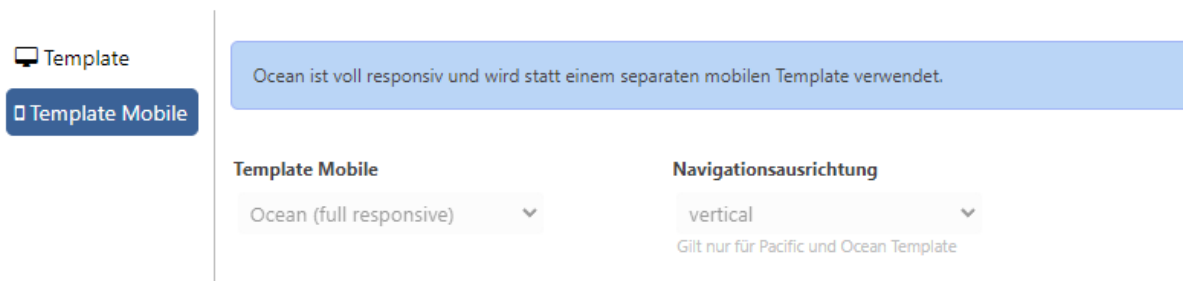 Template
Ocean ist voll responsiv und wird statt einem separaten mobilen Template verwendet.
Template Mobile
Template Mobile
Navigationsausrichtung
Ocean (full responsive)
vertical
Gilt nur für Pacific und Ocean Template